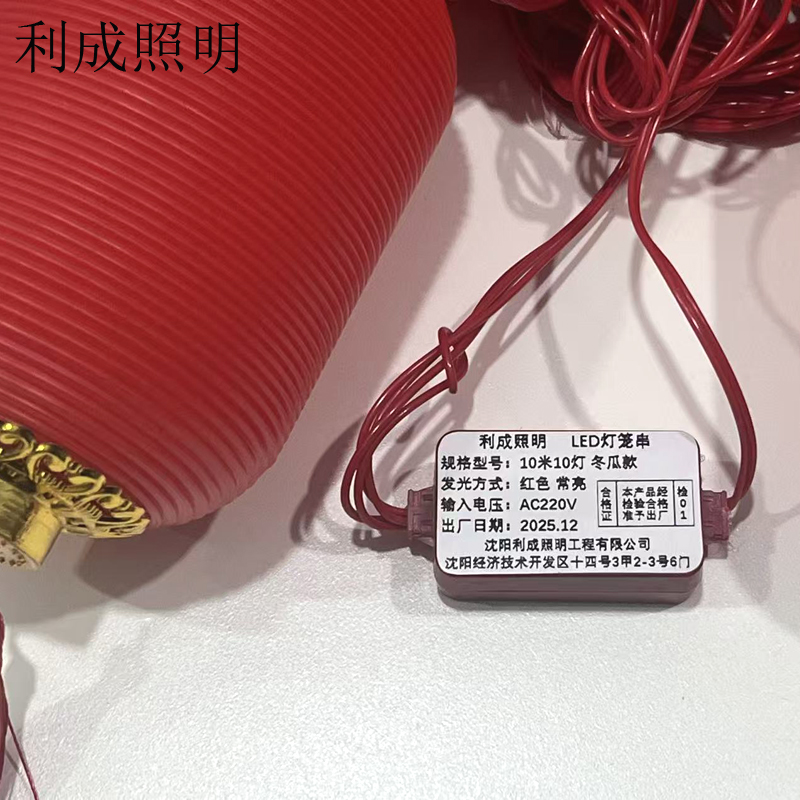 利成照明
利成照明 LED灯笼串
规格型号：10米10灯 冬瓜款
发光方式：红色 常亮
输入电压：AC220V
出厂日期：2025.12
合格证 本产品经检验合格准予出厂 检01
沈阳利成照明工程有限公司
沈阳经济技术开发区十四号3甲2-3号6门